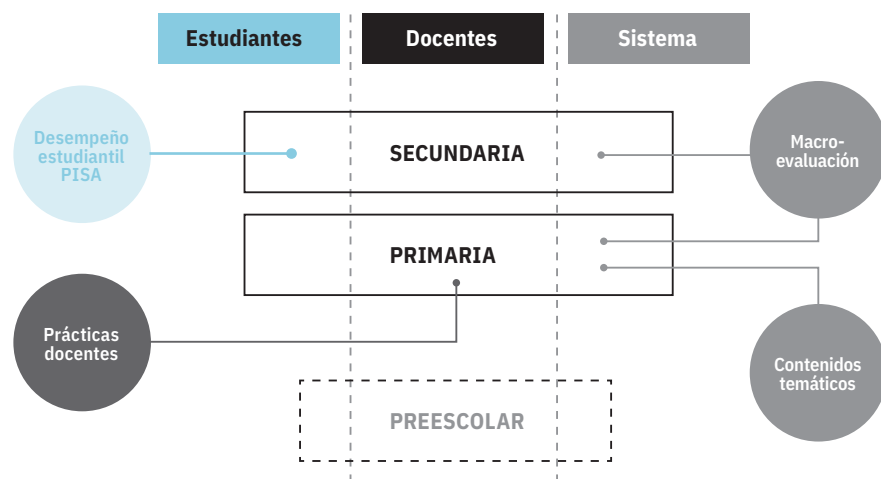 Estudiantes
Docentes
Sistema
Desempeño
estudiantil
PISA
SECUNDARIA
Macro-
evaluación
PRIMARIA
Prácticas
docentes
Contenidos
temáticos
PREESCOLAR